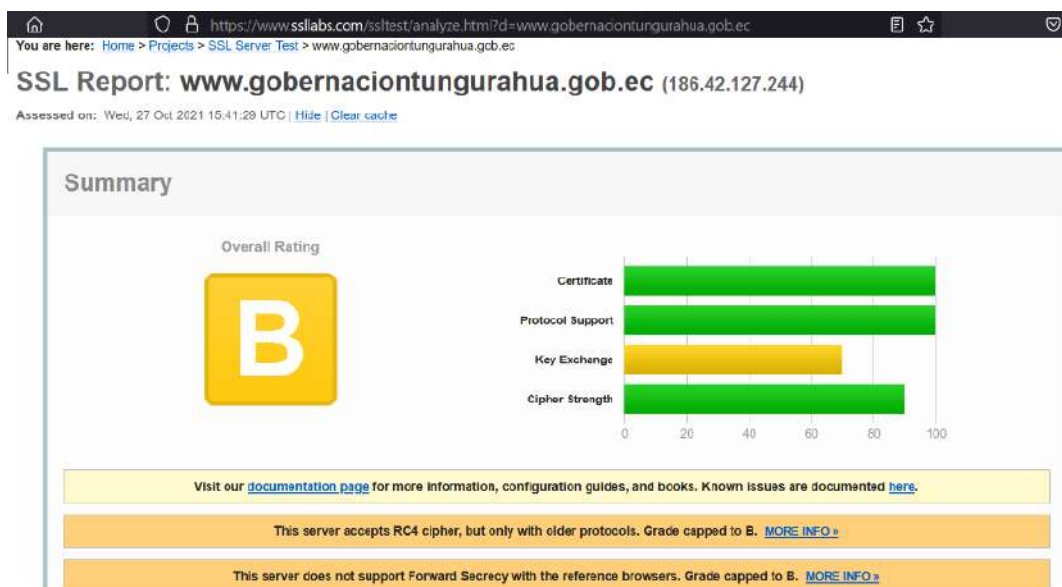 https://www.ssllabs.com/ssltest/analyze.html?d=www.gobernaciontungurahua.gob.ec
You are here: Home > Projects > SSL Server Test > www.gobernaciontungurahua.gob.ec
SSL Report: www.gobernaciontungurahua.gob.ec (186.42.127.244)
Assessed on: Wed, 27 Oct 2021 15:41:29 UTC | Hide | Clear cache
Summary
Overall Rating
B
Certificate
Protocol Support
Key Exchange
Cipher Strength
0 20 40 60 80 100
Visit our documentation page for more information, configuration guides, and books. Known issues are documented here.
This server accepts RC4 cipher, but only with older protocols. Grade capped to B. MORE INFO »
This server does not support Forward Secrecy with the reference browsers. Grade capped to B. MORE INFO »